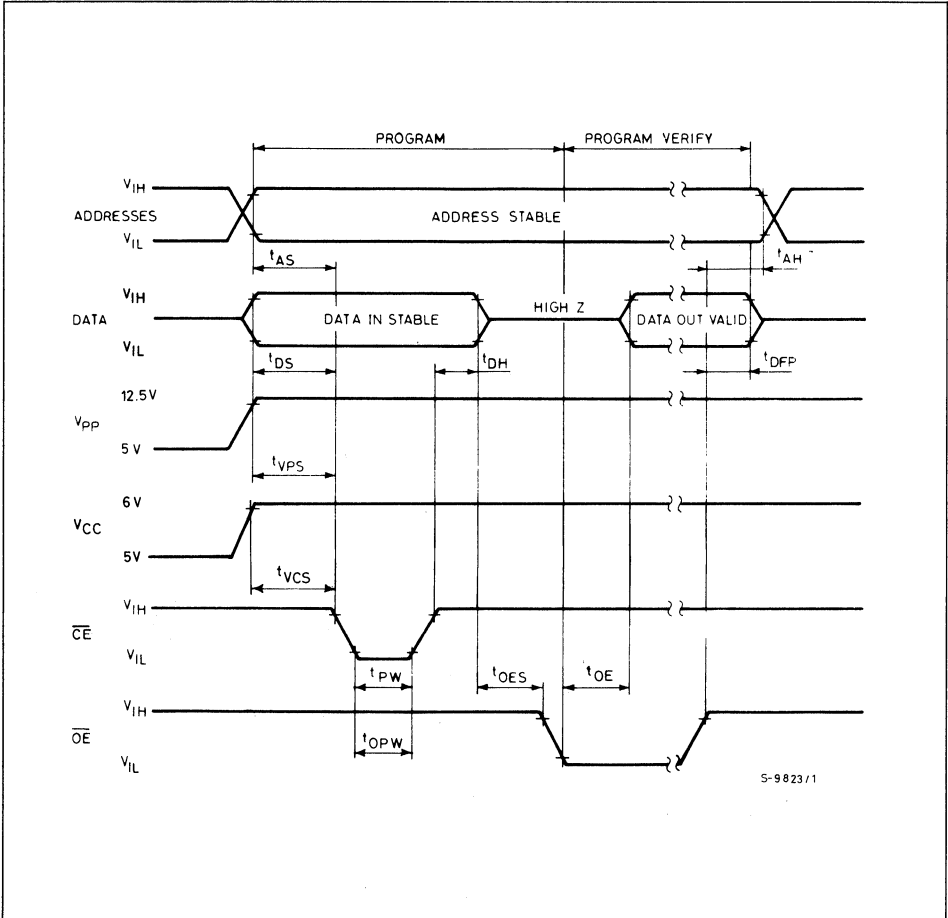 PROGRAM PROGRAM VERIFY
VIH
ADDRESSES ADDRESS STABLE
VIL
tAS tAH
VIH HIGH Z
DATA DATA IN STABLE DATA OUT VALID
VIL
tDS tDH tDFP
12.5V
VPP
5V
tVPS
6V
VCC
5V
tVCS
VIH
CE
VIL
tPW tOES tOE
VIH
tOPW
OE
VIL
S-9823/1